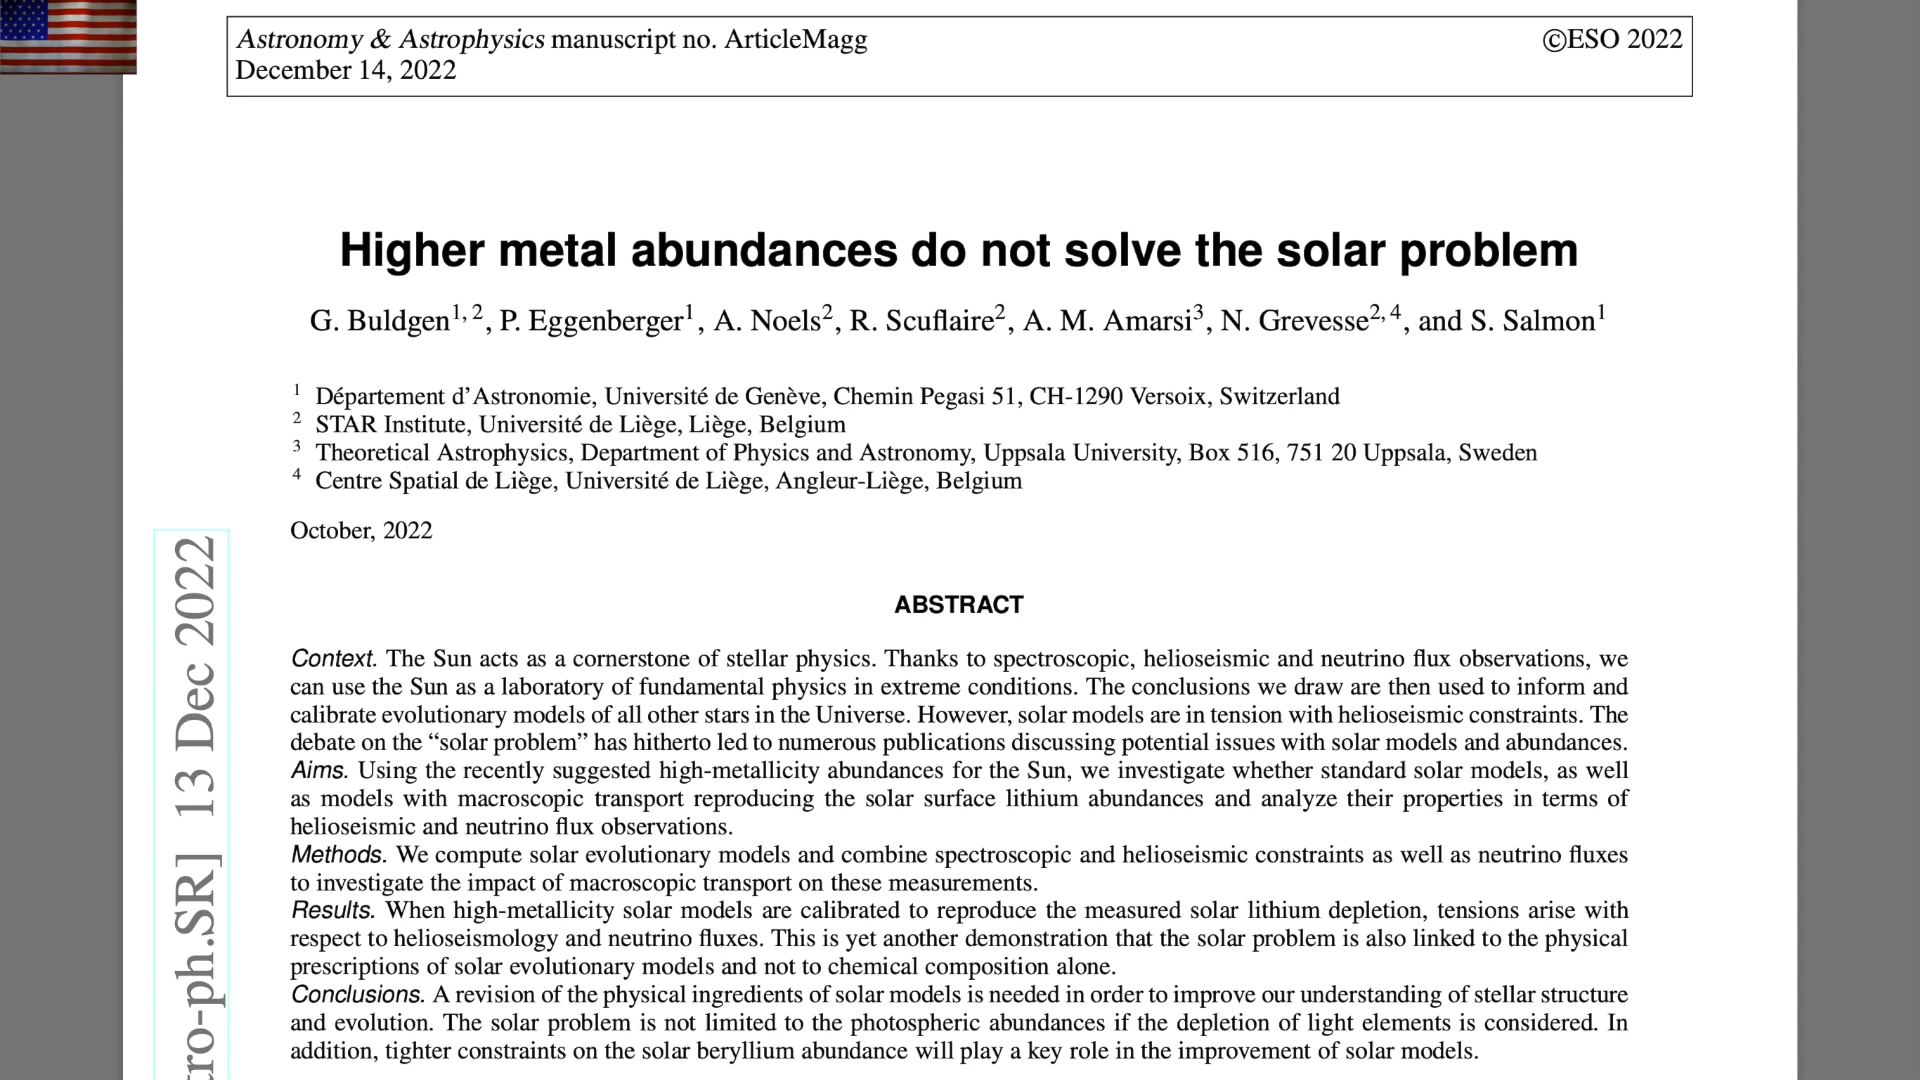 Astronomy & Astrophysics manuscript no. ArticleMagg
©ESO 2022
December 14, 2022
Higher metal abundances do not solve the solar problem
G. Buldgen1, 2, P. Eggenberger1, A. Noels2, R. Scuflaire2, A. M. Amarsi3, N. Grevesse2, 4, and S. Salmon1
1 Département d’Astronomie, Université de Genève, Chemin Pegasi 51, CH-1290 Versoix, Switzerland
2 STAR Institute, Université de Liège, Liège, Belgium
3 Theoretical Astrophysics, Department of Physics and Astronomy, Uppsala University, Box 516, 751 20 Uppsala, Sweden
4 Centre Spatial de Liège, Université de Liège, Angleur-Liège, Belgium
October, 2022
ABSTRACT
Context. The Sun acts as a cornerstone of stellar physics. Thanks to spectroscopic, helioseismic and neutrino flux observations, we
can use the Sun as a laboratory of fundamental physics in extreme conditions. The conclusions we draw are then used to inform and
calibrate evolutionary models of all other stars in the Universe. However, solar models are in tension with helioseismic constraints. The
debate on the “solar problem” has hitherto led to numerous publications discussing potential issues with solar models and abundances.
Aims. Using the recently suggested high-metallicity abundances for the Sun, we investigate whether standard solar models, as well
as models with macroscopic transport reproducing the solar surface lithium abundances and analyze their properties in terms of
helioseismic and neutrino flux observations.
Methods. We compute solar evolutionary models and combine spectroscopic and helioseismic constraints as well as neutrino fluxes
to investigate the impact of macroscopic transport on these measurements.
Results. When high-metallicity solar models are calibrated to reproduce the measured solar lithium depletion, tensions arise with
respect to helioseismology and neutrino fluxes. This is yet another demonstration that the solar problem is also linked to the physical
prescriptions of solar evolutionary models and not to chemical composition alone.
Conclusions. A revision of the physical ingredients of solar models is needed in order to improve our understanding of stellar structure
and evolution. The solar problem is not limited to the photospheric abundances if the depletion of light elements is considered. In
addition, tighter constraints on the solar beryllium abundance will play a key role in the improvement of solar models.
tro-ph.SR] 13 Dec 2022